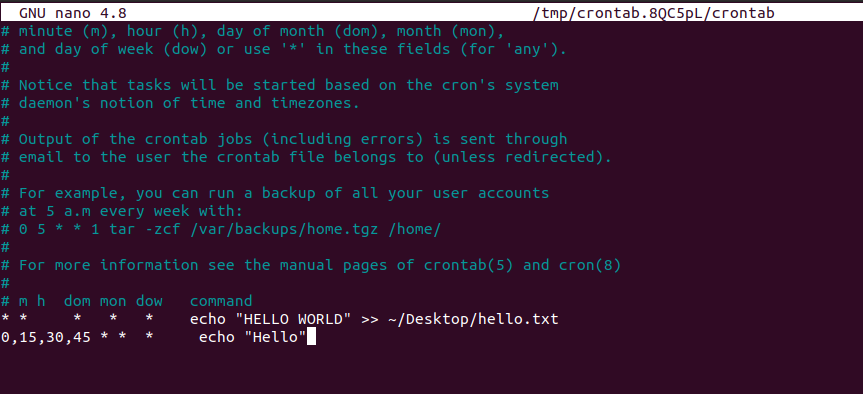 GNU nano 4.8 /tmp/crontab.8QC5pL/crontab
# minute (m), hour (h), day of month (dom), month (mon),
# and day of week (dow) or use '*' in these fields (for 'any').
#
# Notice that tasks will be started based on the cron's system
# daemon's notion of time and timezones.
#
# Output of the crontab jobs (including errors) is sent through
# email to the user the crontab file belongs to (unless redirected).
#
# For example, you can run a backup of all your user accounts
# at 5 a.m every week with:
# 0 5 * * 1 tar -zcf /var/backups/home.tgz /home/
#
# For more information see the manual pages of crontab(5) and cron(8)
#
# m h  dom mon dow   command
* *     *   *   *    echo "HELLO WORLD" >> ~/Desktop/hello.txt
0,15,30,45 * *  *     echo "Hello"